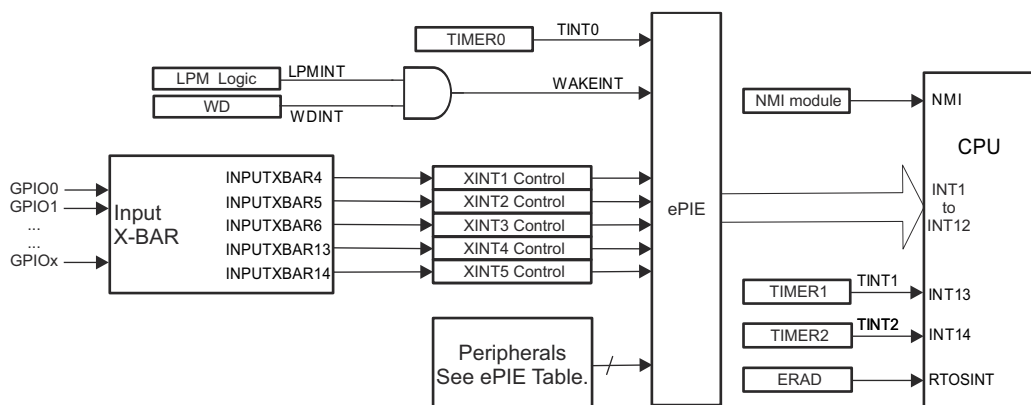 TIMER0
TINT0
LPM Logic
LPMINT
WD
WDINT
WAKEINT
NMI module
NMI
CPU
GPIO0
GPIO1
...
...
GPIOx
Input
X-BAR
INPUTXBAR4
INPUTXBAR5
INPUTXBAR6
INPUTXBAR13
INPUTXBAR14
XINT1 Control
XINT2 Control
XINT3 Control
XINT4 Control
XINT5 Control
ePIE
INT1
to
INT12
TIMER1
TINT1
INT13
TIMER2
TINT2
INT14
ERAD
RTOSINT
Peripherals
See ePIE Table.